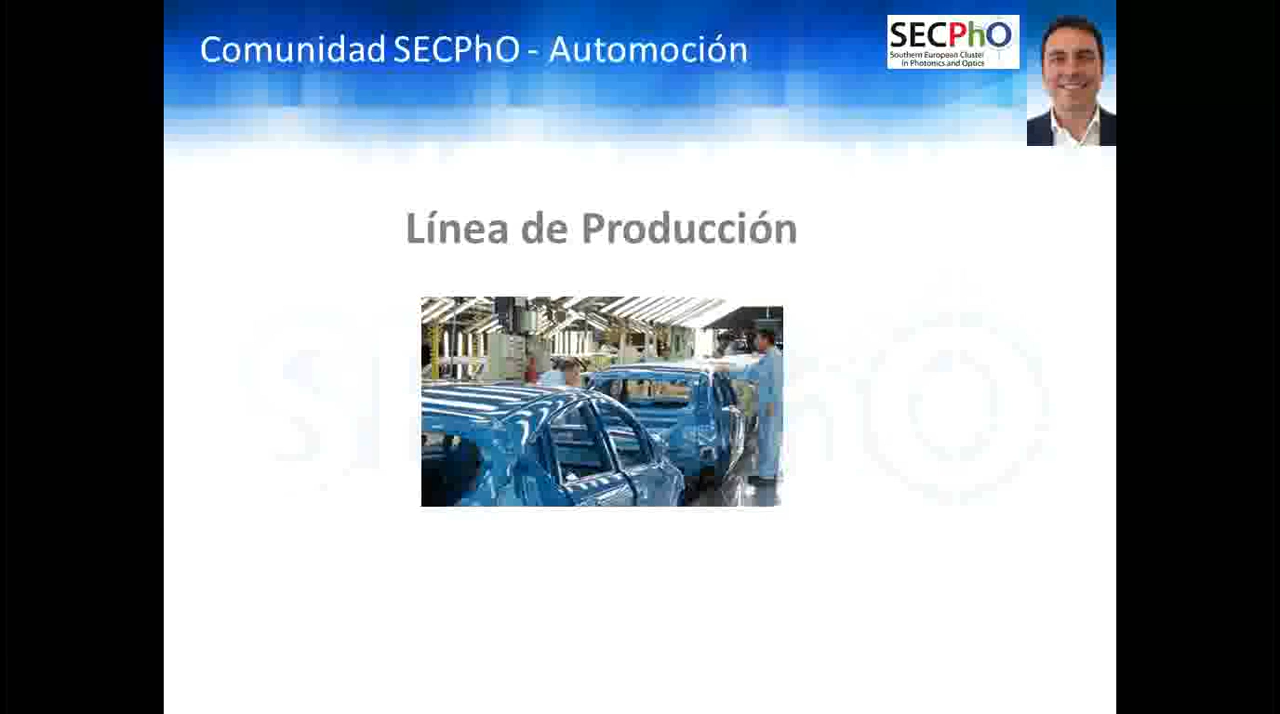 Comunidad SECPhO - Automoción
SECPhO
Southern European Cluster
in Photonics and Optics
Línea de Producción